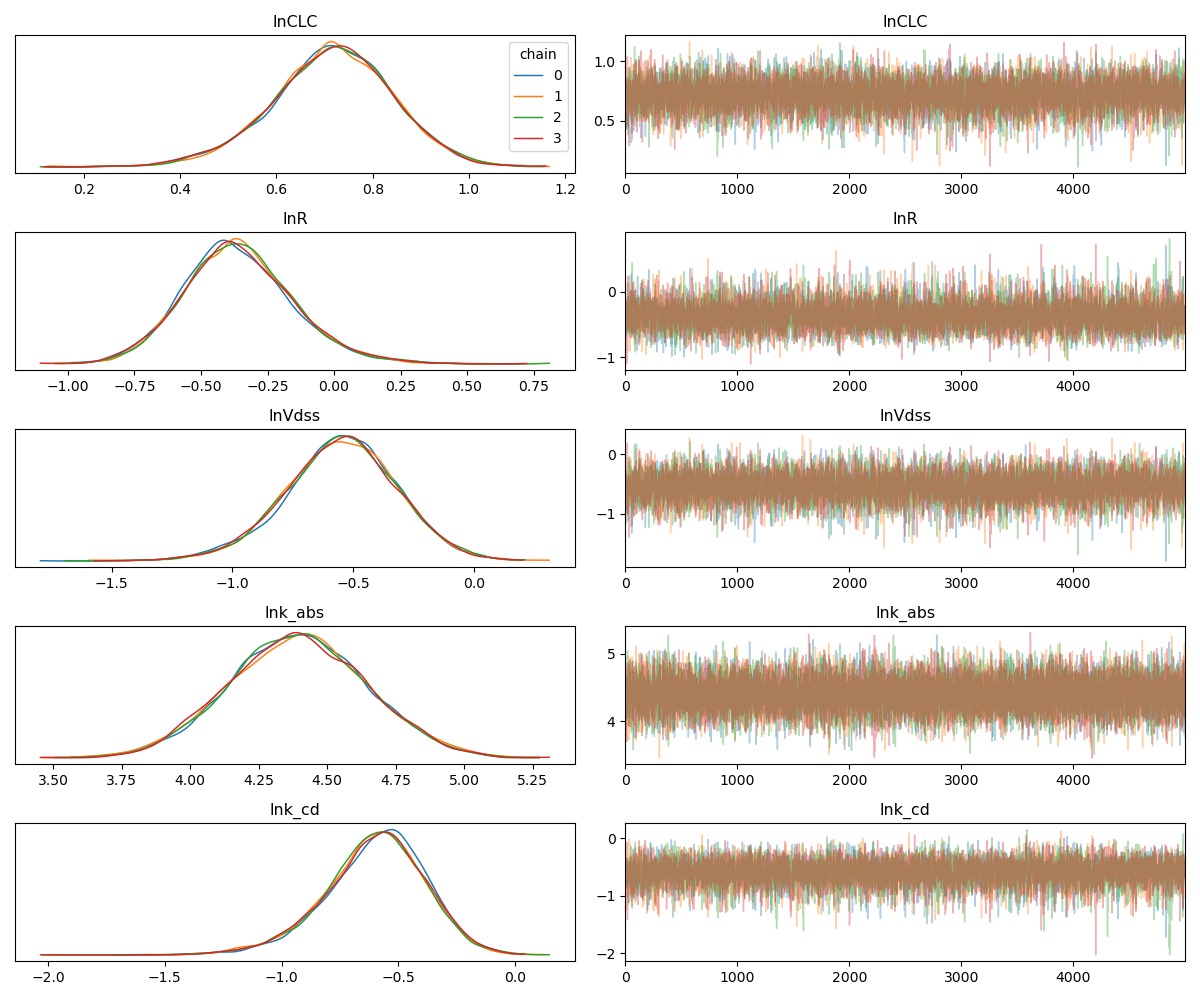 lnCLC
lnCLC
chain
0
1
2
3
0.2 0.4 0.6 0.8 1.0 1.2
1.0
0.5
0 1000 2000 3000 4000
lnR
lnR
−1.00 −0.75 −0.50 −0.25 0.00 0.25 0.50 0.75
0
−1
0 1000 2000 3000 4000
lnVdss
lnVdss
−1.5 −1.0 −0.5 0.0
0
−1
0 1000 2000 3000 4000
lnk_abs
lnk_abs
3.50 3.75 4.00 4.25 4.50 4.75 5.00 5.25
5
4
0 1000 2000 3000 4000
lnk_cd
lnk_cd
−2.0 −1.5 −1.0 −0.5 0.0
0
−1
−2
0 1000 2000 3000 4000